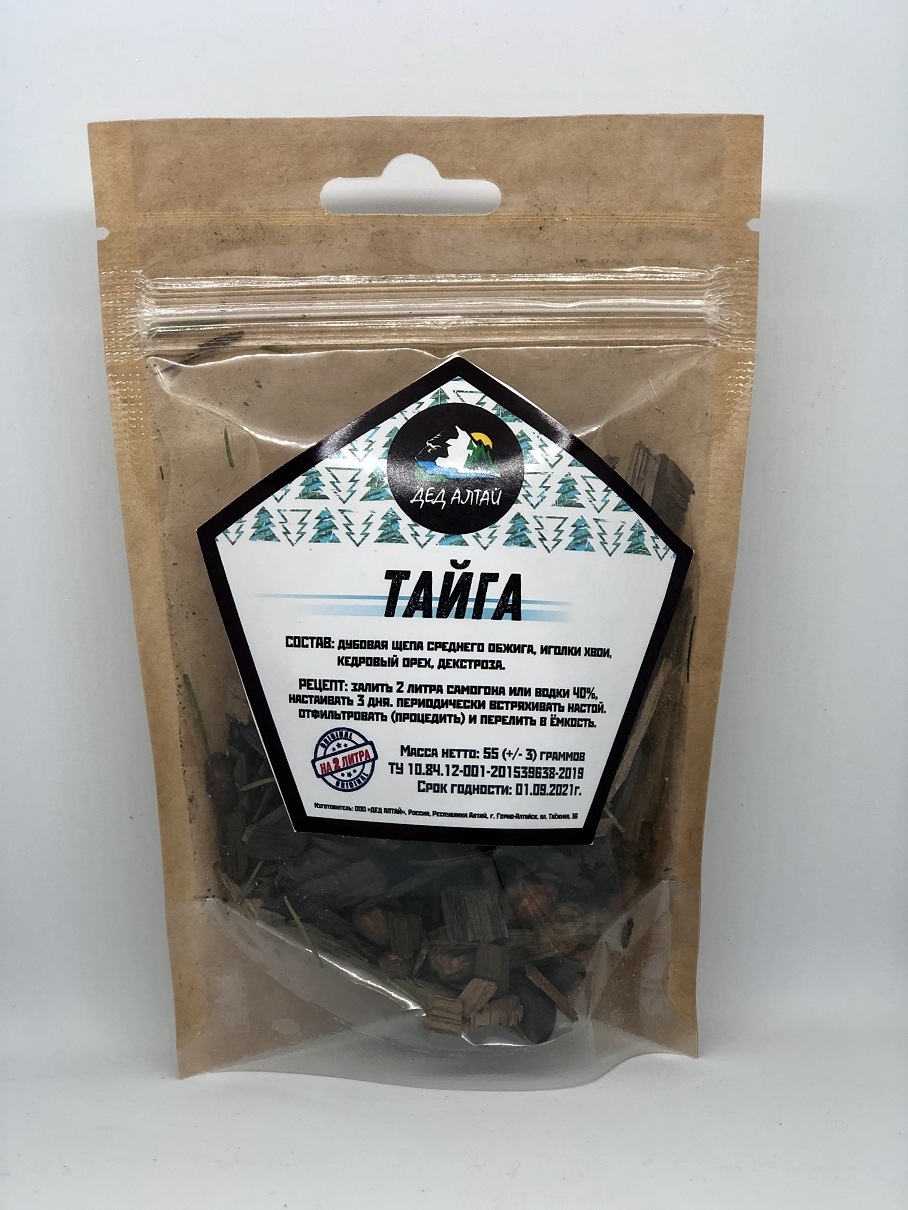 ДЕД АЛТАЙ
ТАЙГА
СОСТАВ: ДУБОВАЯ ЩЕПА СРЕДНЕГО ОБЖИГА, ИГОЛКИ ХВОИ,
КЕДРОВЫЙ ОРЕХ, ДЕКСТРОЗА.
РЕЦЕПТ: ЗАЛИТЬ 2 ЛИТРА САМОГОНА ИЛИ ВОДКИ 40%,
НАСТАИВАТЬ 3 ДНЯ. ПЕРИОДИЧЕСКИ ВСТРЯХИВАТЬ НАСТОЙ.
ОТФИЛЬТРОВАТЬ (ПРОЦЕДИТЬ) И ПЕРЕЛИТЬ В ЁМКОСТЬ.
ORIGINAL
НА 2 ЛИТРА
ORIGINAL
Масса нетто: 55 (+/- 3) граммов
ТУ 10.84.12-001-201539638-2019
Срок годности: 01.09.2021г.
Изготовитель: ООО «ДЕД АЛТАЙ», Россия, Республика Алтай, г. Горно-Алтайск, ул. Таёжная, 36